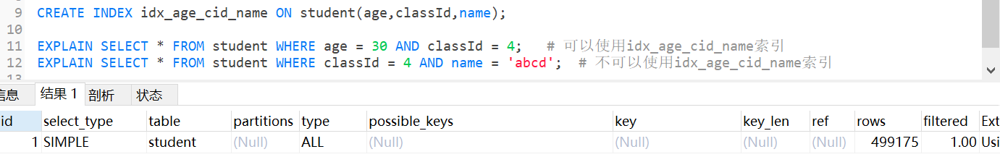 9 CREATE INDEX idx_age_cid_name ON student(age,classId,name);
10
11 EXPLAIN SELECT * FROM student WHERE age = 30 AND classId = 4;   # 可以使用idx_age_cid_name索引
12 EXPLAIN SELECT * FROM student WHERE classId = 4 AND name = 'abcd';  # 不可以使用idx_age_cid_name索引
13
信息 结果 1 剖析 状态
id select_type table partitions type possible_keys key key_len ref rows filtered Ext
1 SIMPLE student (Null) ALL (Null) (Null) (Null) (Null) 499175 1.00 Usi